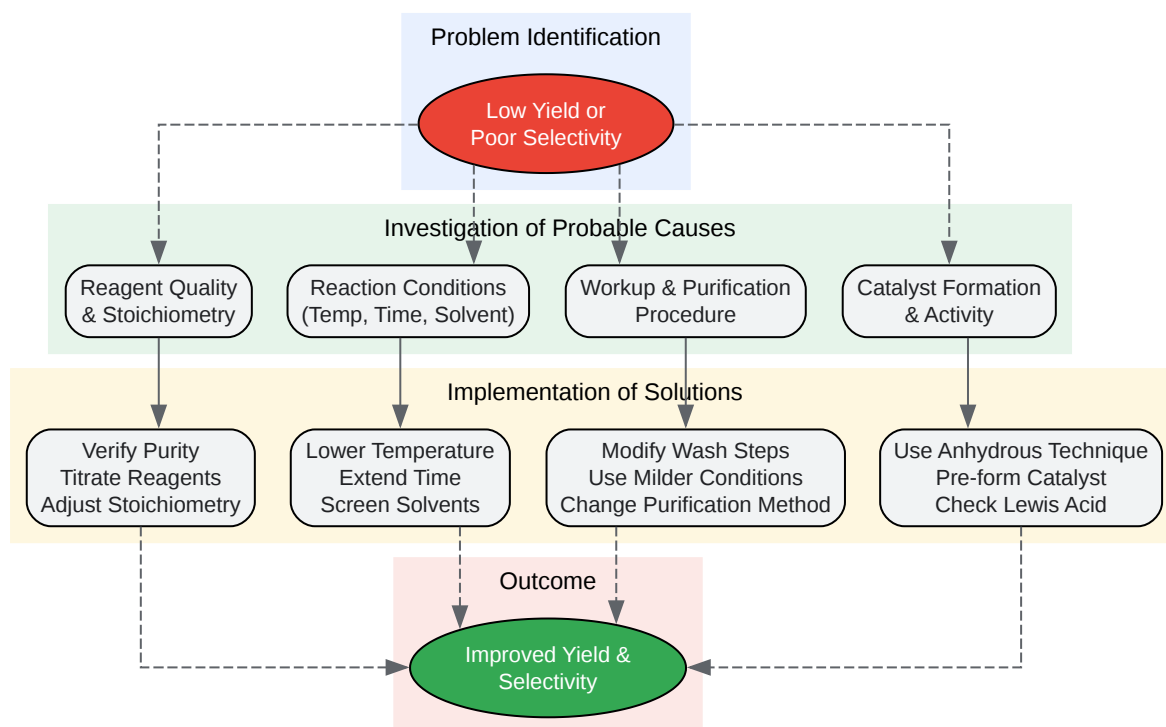 Problem Identification
Low Yield or
Poor Selectivity
Investigation of Probable Causes
Reagent Quality
& Stoichiometry
Reaction Conditions
(Temp, Time, Solvent)
Workup & Purification
Procedure
Catalyst Formation
& Activity
Implementation of Solutions
Verify Purity
Titrate Reagents
Adjust Stoichiometry
Lower Temperature
Extend Time
Screen Solvents
Modify Wash Steps
Use Milder Conditions
Change Purification Method
Use Anhydrous Technique
Pre-form Catalyst
Check Lewis Acid
Outcome
Improved Yield &
Selectivity